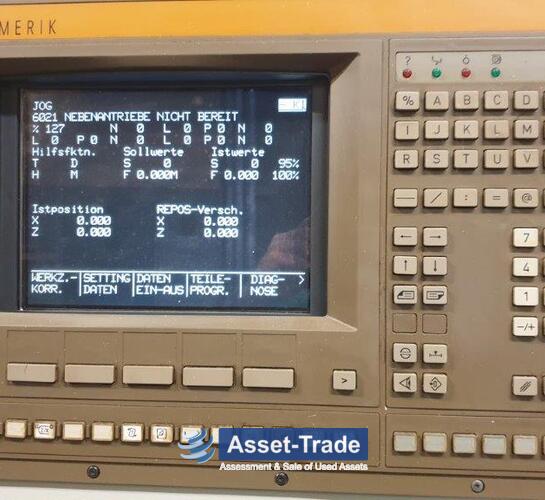 MERIK
JOG
6021 NEBENANTRIEBE NICHT BEREIT
% 127 N 0 L 0 P 0 N 0
L 0 P 0 N 0 L 0 P 0 N 0
Hilfsfktn. Sollwerte Istwerte
T D S 0 S 0 95%
H M F 0.000M F 0.000 100%
Istposition REPOS-Versch.
X 0.000 X 0.000
Z 0.000 Z 0.000
WERKZ.- SETTING DATEN TEILE- DIAG- >
KORR. DATEN EIN-AUS PROGR. NOSE
?
% A B C D
I J K L M
R S T U V
— / : = @
← → 7
↑ ↓ 4
1
-/+
>
Asset-Trade
Assessment & Sale of Used Assets